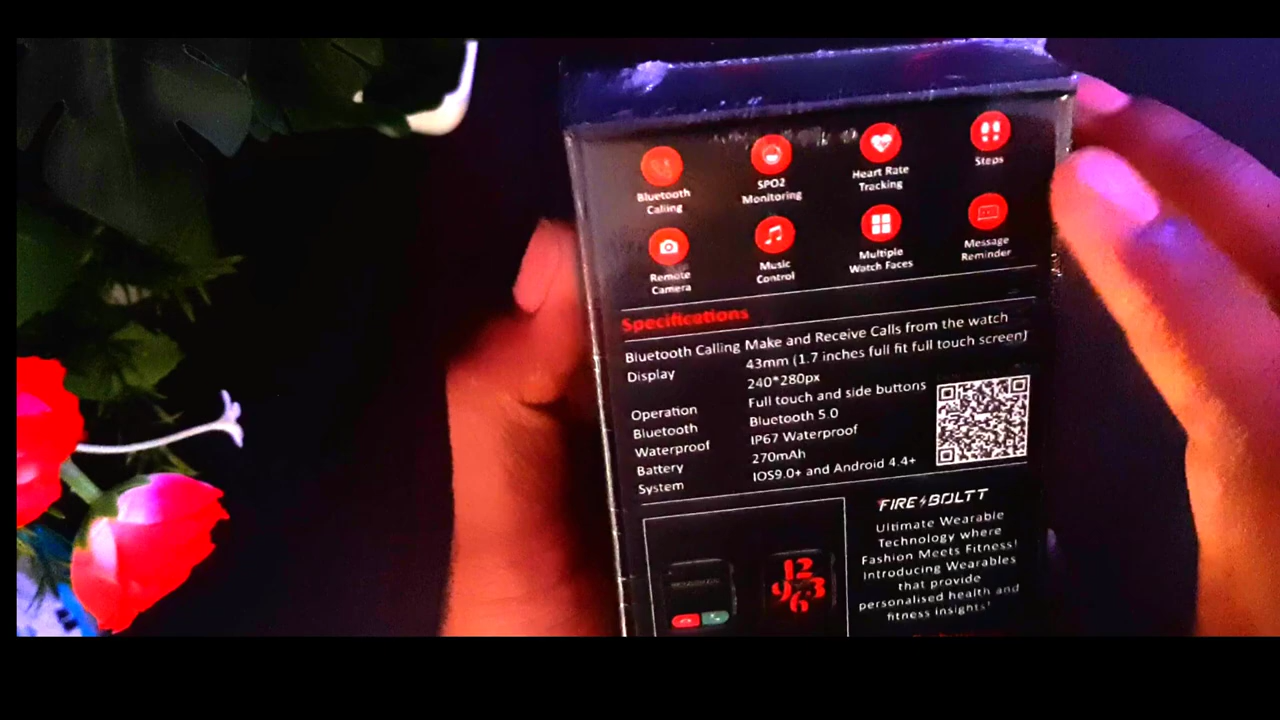 Bluetooth
Calling
SPO2
Monitoring
Heart Rate
Tracking
Steps
Remote
Camera
Music
Control
Multiple
Watch Faces
Message
Reminder
Specifications
Bluetooth Calling Make and Receive Calls from the watch
Display 43mm (1.7 inches full fit full touch screen)
240*280px
Operation Full touch and side buttons
Bluetooth Bluetooth 5.0
Waterproof IP67 Waterproof
Battery 270mAh
System IOS9.0+ and Android 4.4+
FIRE BOLTT
Ultimate Wearable
Technology where
Fashion Meets Fitness!
Introducing Wearables
that provide
personalised health and
fitness insights!
12
9 3
6